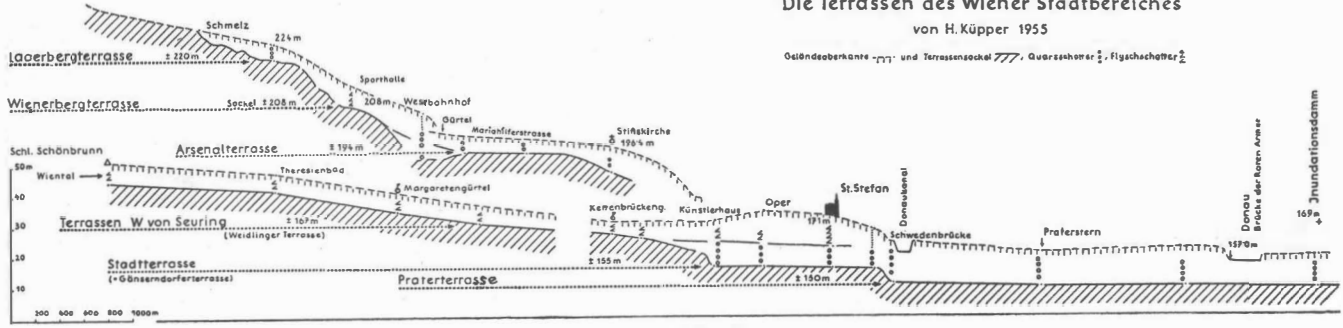 Die Terrassen des Wiener Stadtbereiches
von H. Küpper 1955
Geländeoberkante und Terrassensockel , Quarzschotter , Flyschschotter
Schmelz
224 m
Laaerbergterrasse
± 220 m
Sporthalle
Wienerbergterrasse
Sockel ± 208 m
208 m
Westbahnhof
Gürtel
Mariahilferstrasse
Stiftskirche
196,4 m
Arsenalterrasse
± 194 m
Schl. Schönbrunn
50 m
Wiental
Theresienbad
Margaretengürtel
40
Terrassen W von Seuring
(Weidlinger Terrasse)
± 167 m
30
Kettenbrückeng.
Künstlerhaus
Oper
St. Stefan
171 m
Donaukanal
Schwedenbrücke
Praterstern
Donau
Brücke der Roten Armee
157,0 m
169 m
Inundationsdamm
Stadtterrasse
(= Gänserndorferterrasse)
± 155 m
20
Praterterrasse
± 150 m
10
200 400 600 800 1000 m